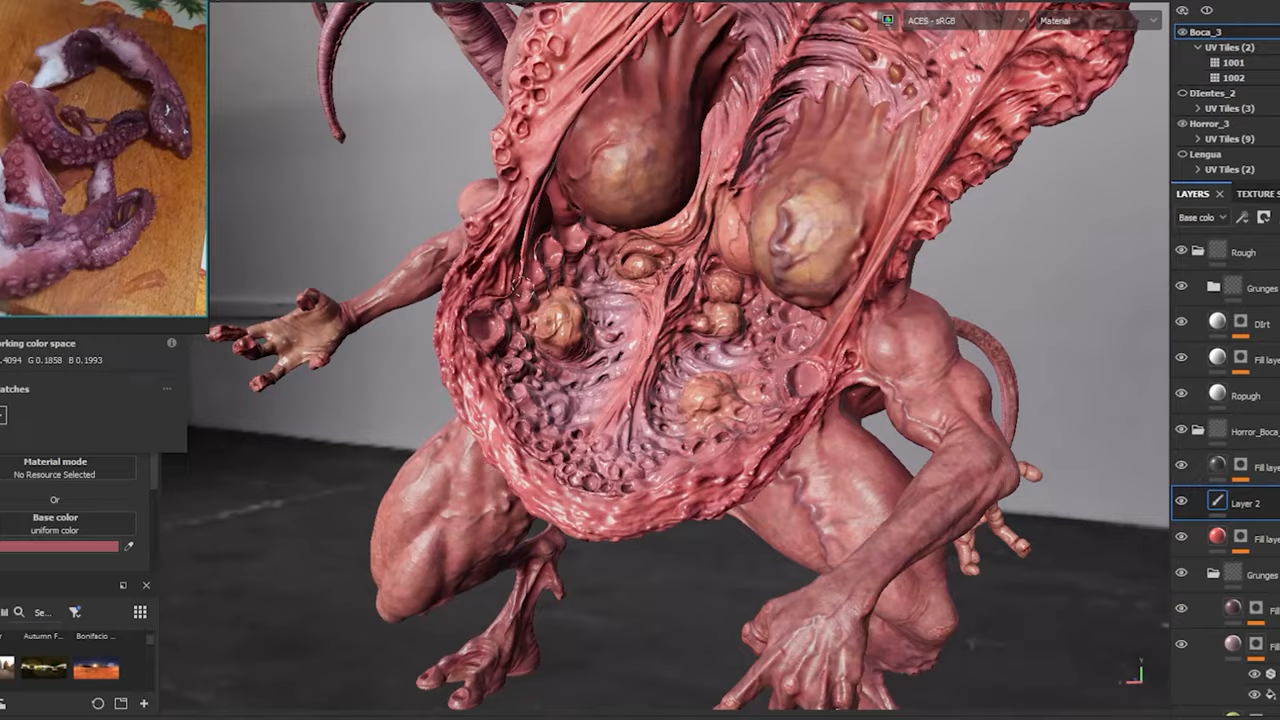 ACES - sRGB
Material
Boca_3
UV Tiles (2)
1001
1002
DIentes_2
UV Tiles (3)
Horror_3
UV Tiles (9)
Lengua
UV Tiles (2)
LAYERS
TEXTURE S
Base colo
Rough
Grunges
DIrt
Fill laye
Ropugh
Horror_Boca_
Fill laye
Layer 2
Fill laye
Grunges
Fil
Fill
orking color space
.4094 G 0.1858 B 0.1993
atches
Material mode
No Resource Selected
Or
Base color
uniform color
Se...
Autumn F...
Bonifacio ...